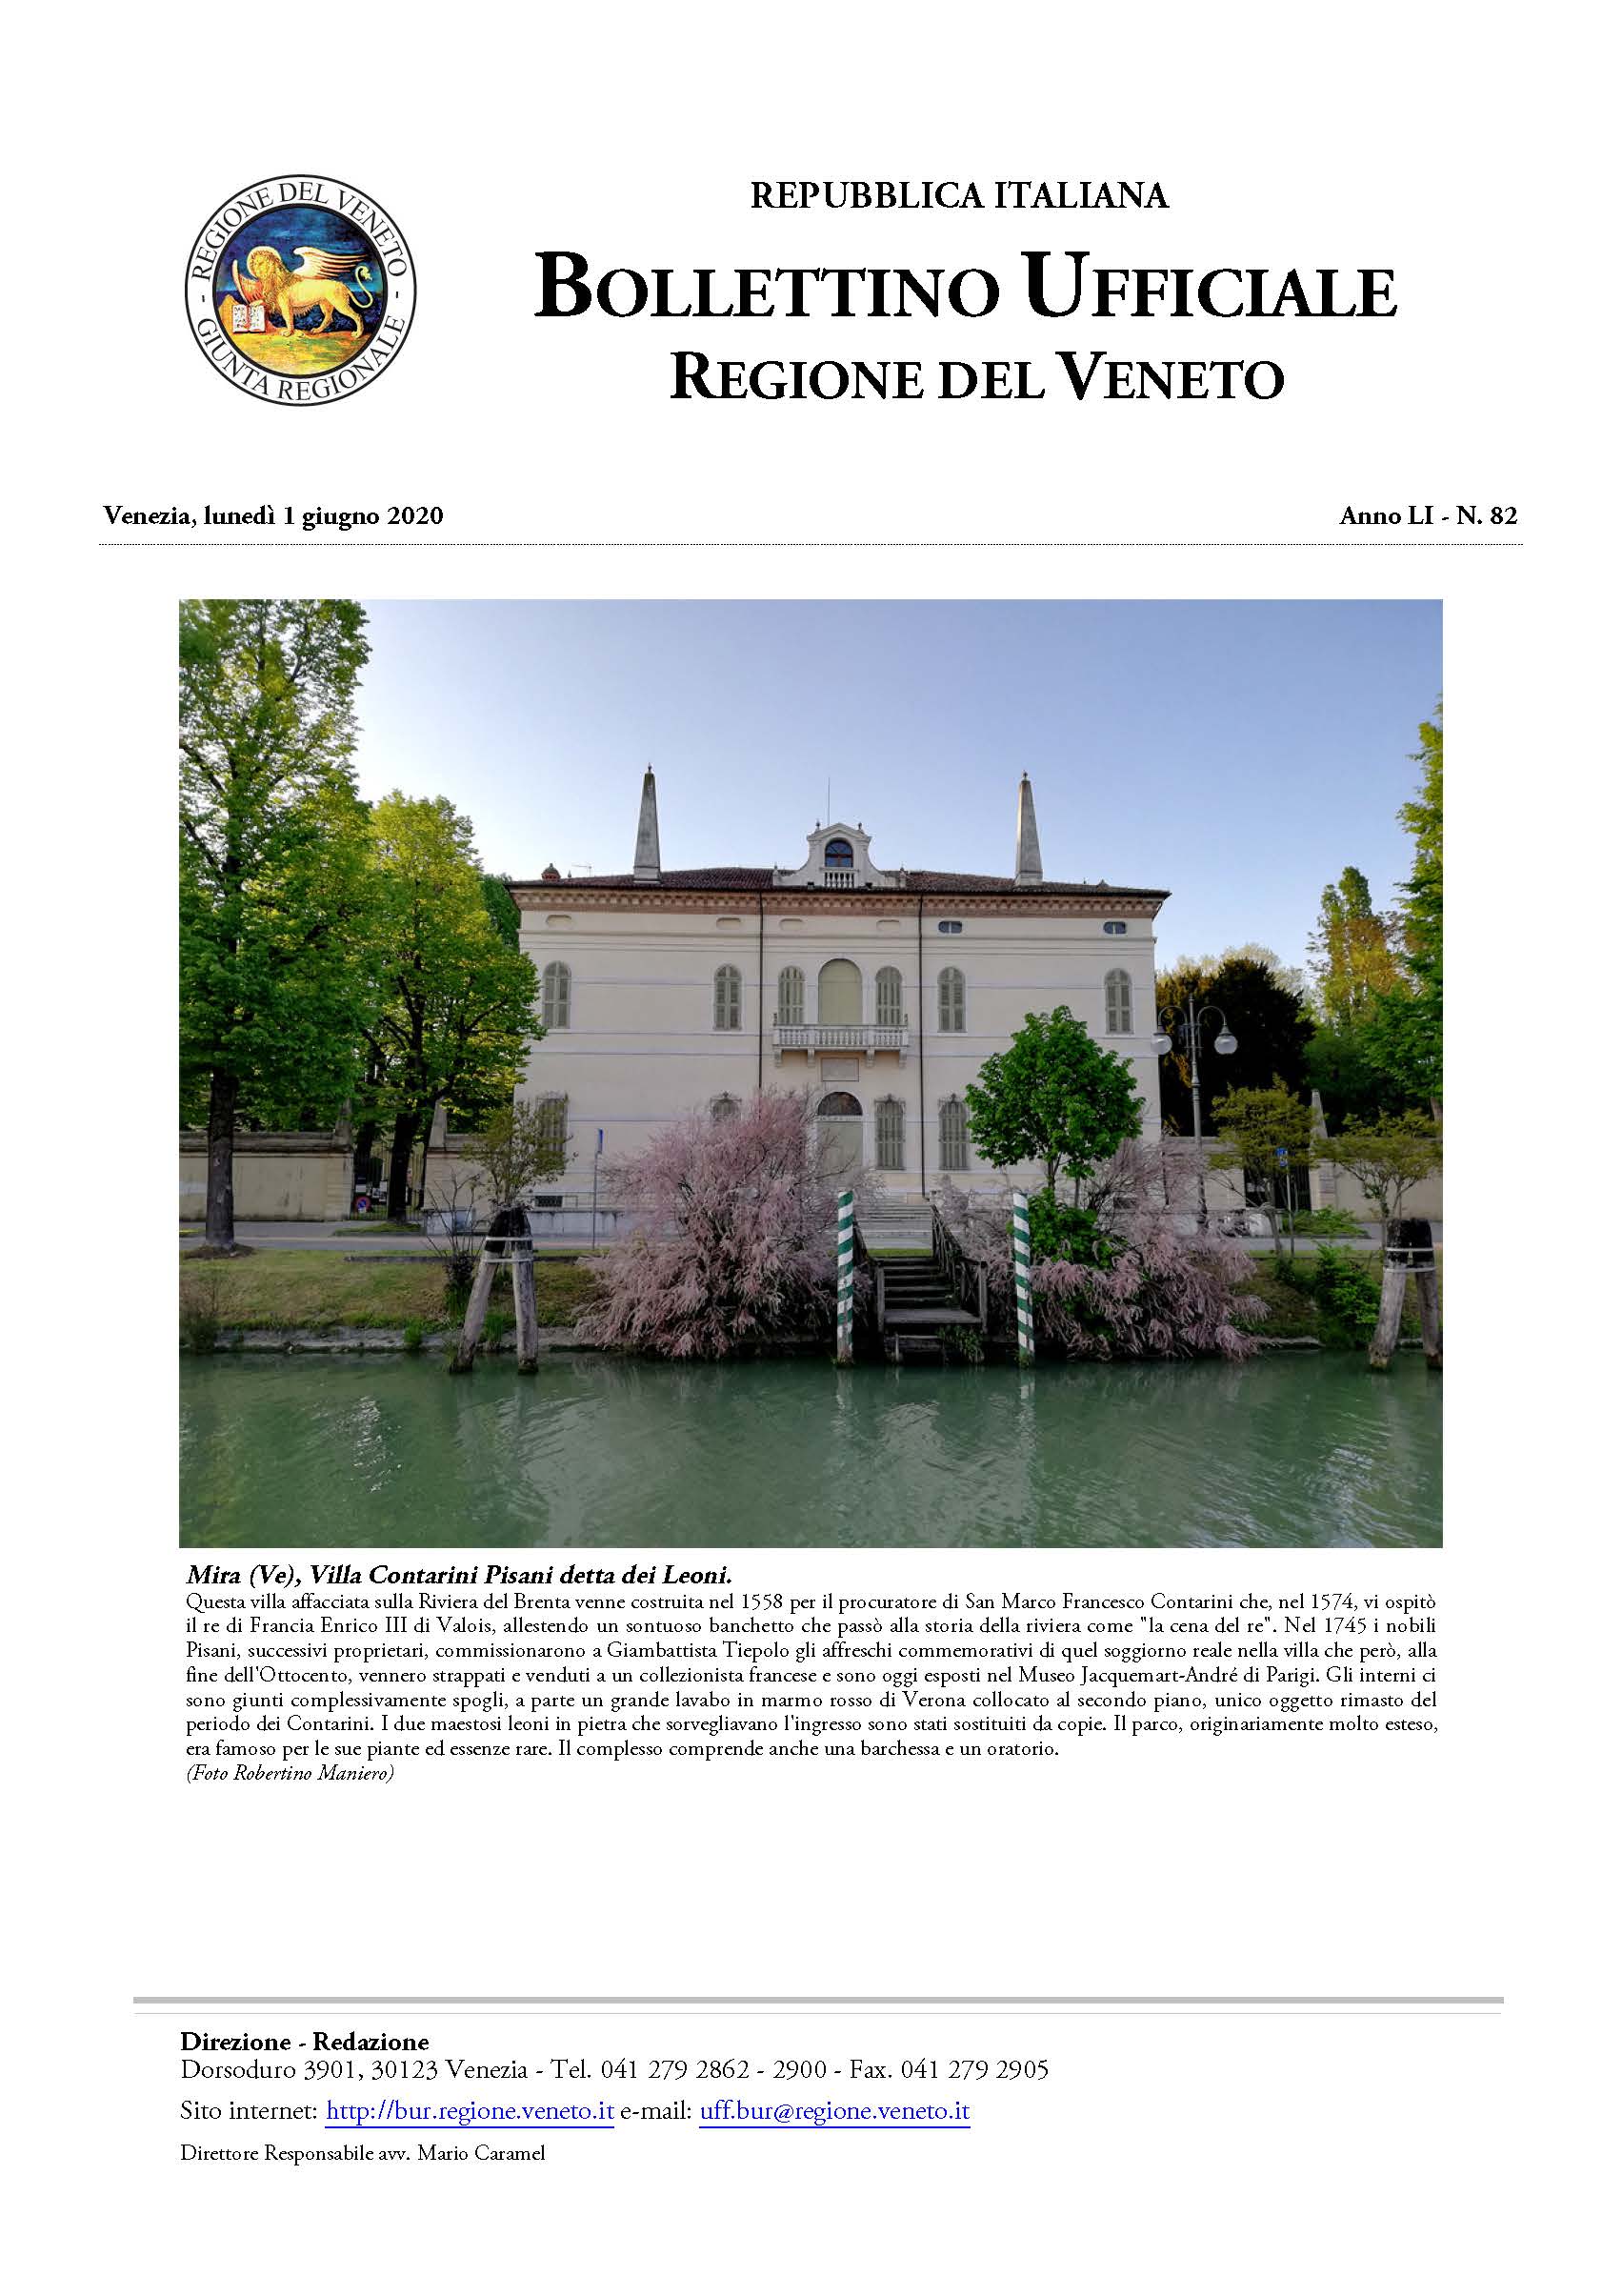 REGIONE DEL VENETO
- GIUNTA REGIONALE -
REPUBBLICA ITALIANA
BOLLETTINO UFFICIALE
REGIONE DEL VENETO
Venezia, lunedì 1 giugno 2020
Anno LI - N. 82
Mira (Ve), Villa Contarini Pisani detta dei Leoni.
Questa villa affacciata sulla Riviera del Brenta venne costruita nel 1558 per il procuratore di San Marco Francesco Contarini che, nel 1574, vi ospitò
il re di Francia Enrico III di Valois, allestendo un sontuoso banchetto che passò alla storia della riviera come "la cena del re". Nel 1745 i nobili
Pisani, successivi proprietari, commissionarono a Giambattista Tiepolo gli affreschi commemorativi di quel soggiorno reale nella villa che però, alla
fine dell'Ottocento, vennero strappati e venduti a un collezionista francese e sono oggi esposti nel Museo Jacquemart-André di Parigi. Gli interni ci
sono giunti complessivamente spogli, a parte un grande lavabo in marmo rosso di Verona collocato al secondo piano, unico oggetto rimasto del
periodo dei Contarini. I due maestosi leoni in pietra che sorvegliavano l'ingresso sono stati sostituiti da copie. Il parco, originariamente molto esteso,
era famoso per le sue piante ed essenze rare. Il complesso comprende anche una barchessa e un oratorio.
(Foto Robertino Maniero)
Direzione - Redazione
Dorsoduro 3901, 30123 Venezia - Tel. 041 279 2862 - 2900 - Fax. 041 279 2905
Sito internet: http://bur.regione.veneto.it e-mail: uff.bur@regione.veneto.it
Direttore Responsabile avv. Mario Caramel